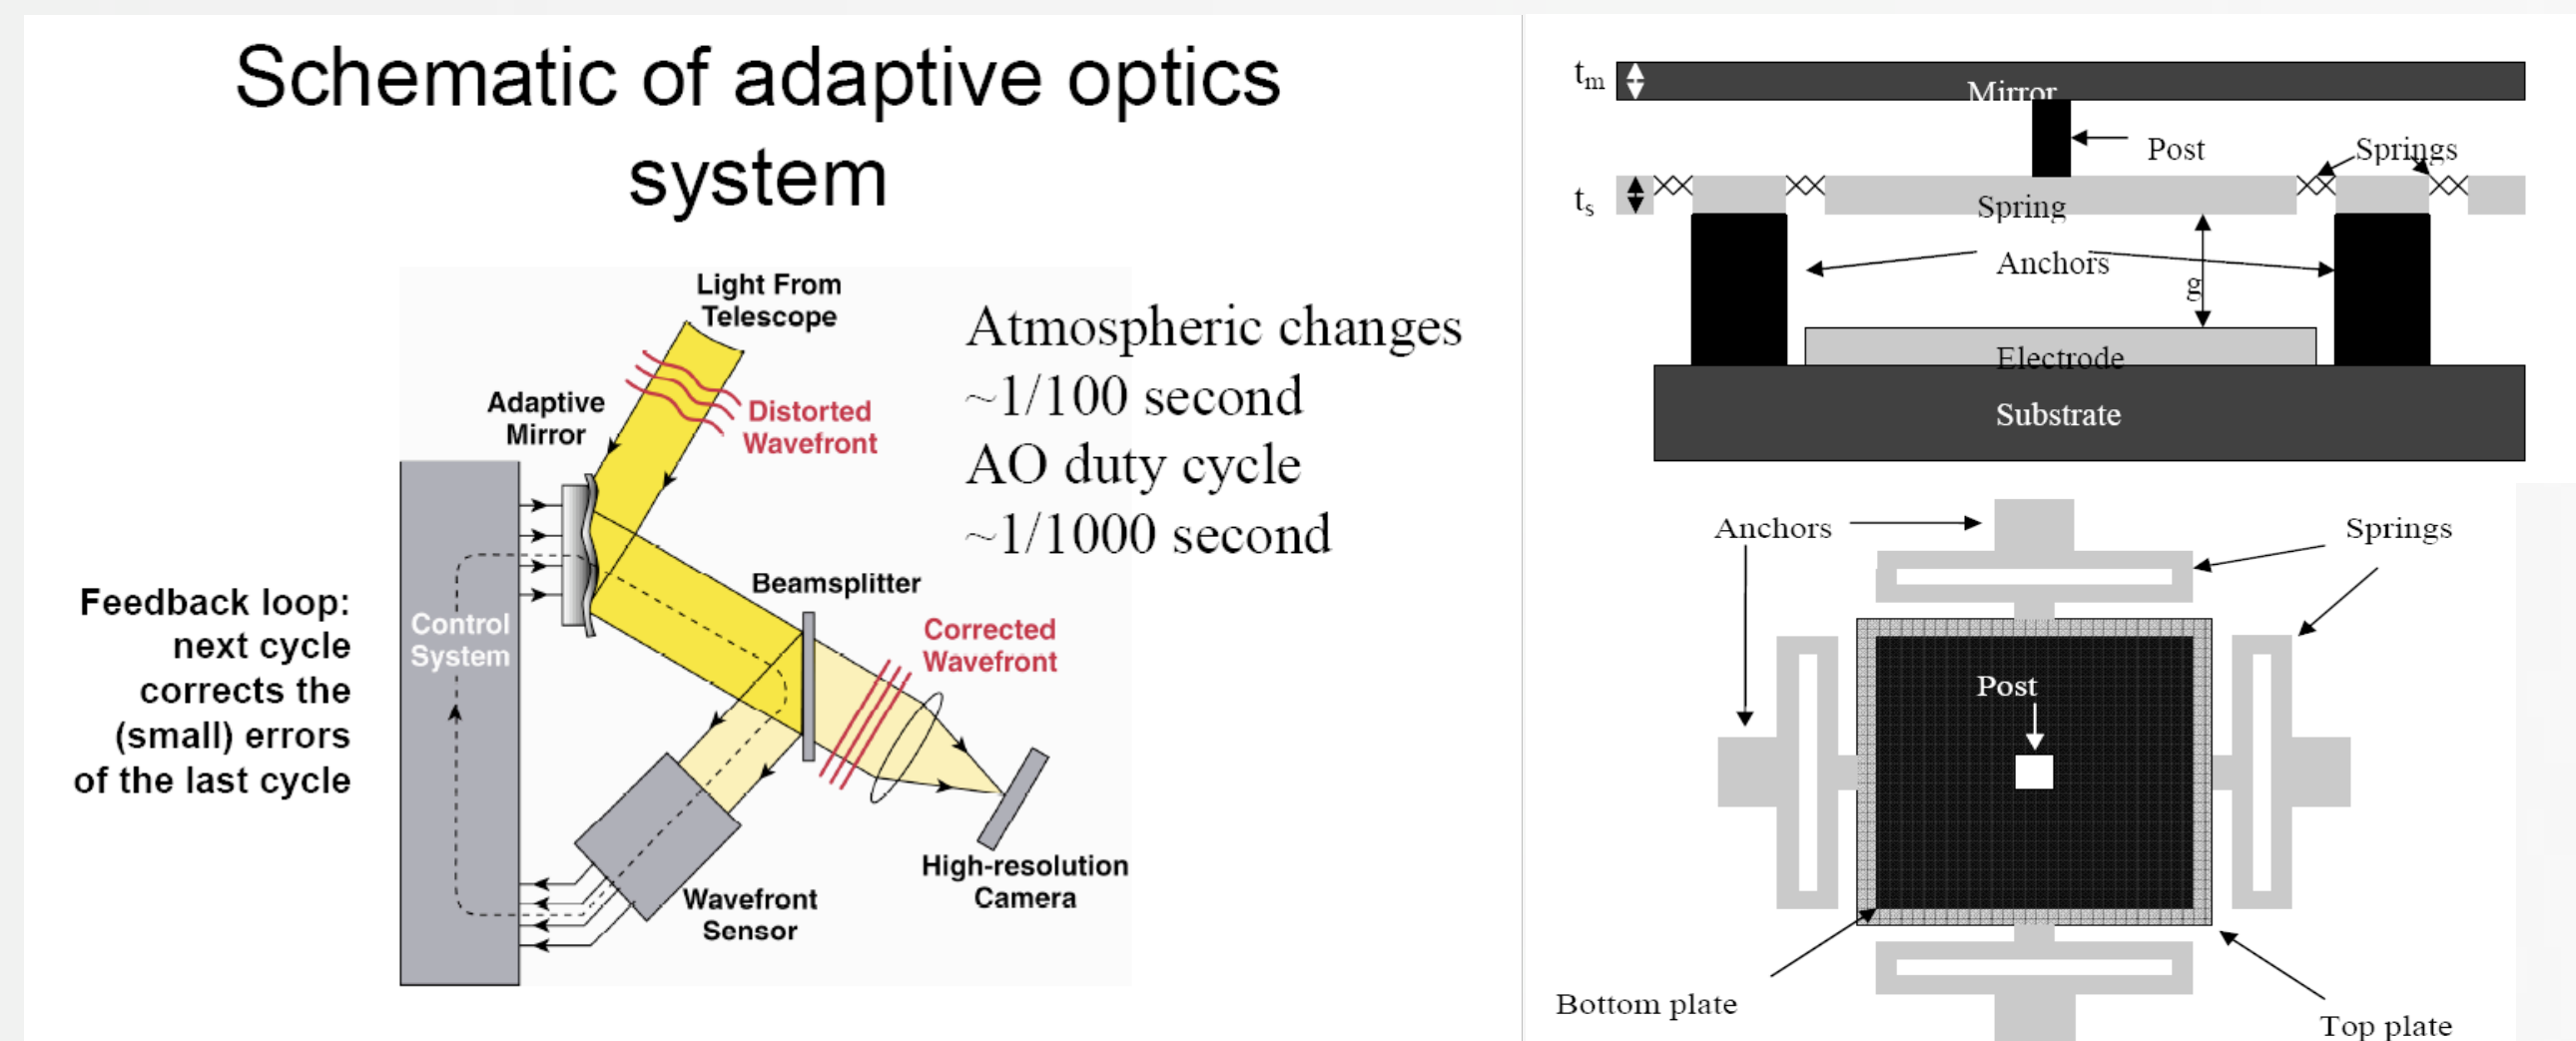 Schematic of adaptive optics
system
Light From
Telescope
Adaptive
Mirror
Distorted
Wavefront
Atmospheric changes
~1/100 second
AO duty cycle
~1/1000 second
Feedback loop:
next cycle
corrects the
(small) errors
of the last cycle
Control
System
Beamsplitter
Corrected
Wavefront
Wavefront
Sensor
High-resolution
Camera
tm
Mirror
Post
Springs
ts
Spring
Anchors
g
Electrode
Substrate
Anchors
Springs
Post
Bottom plate
Top plate